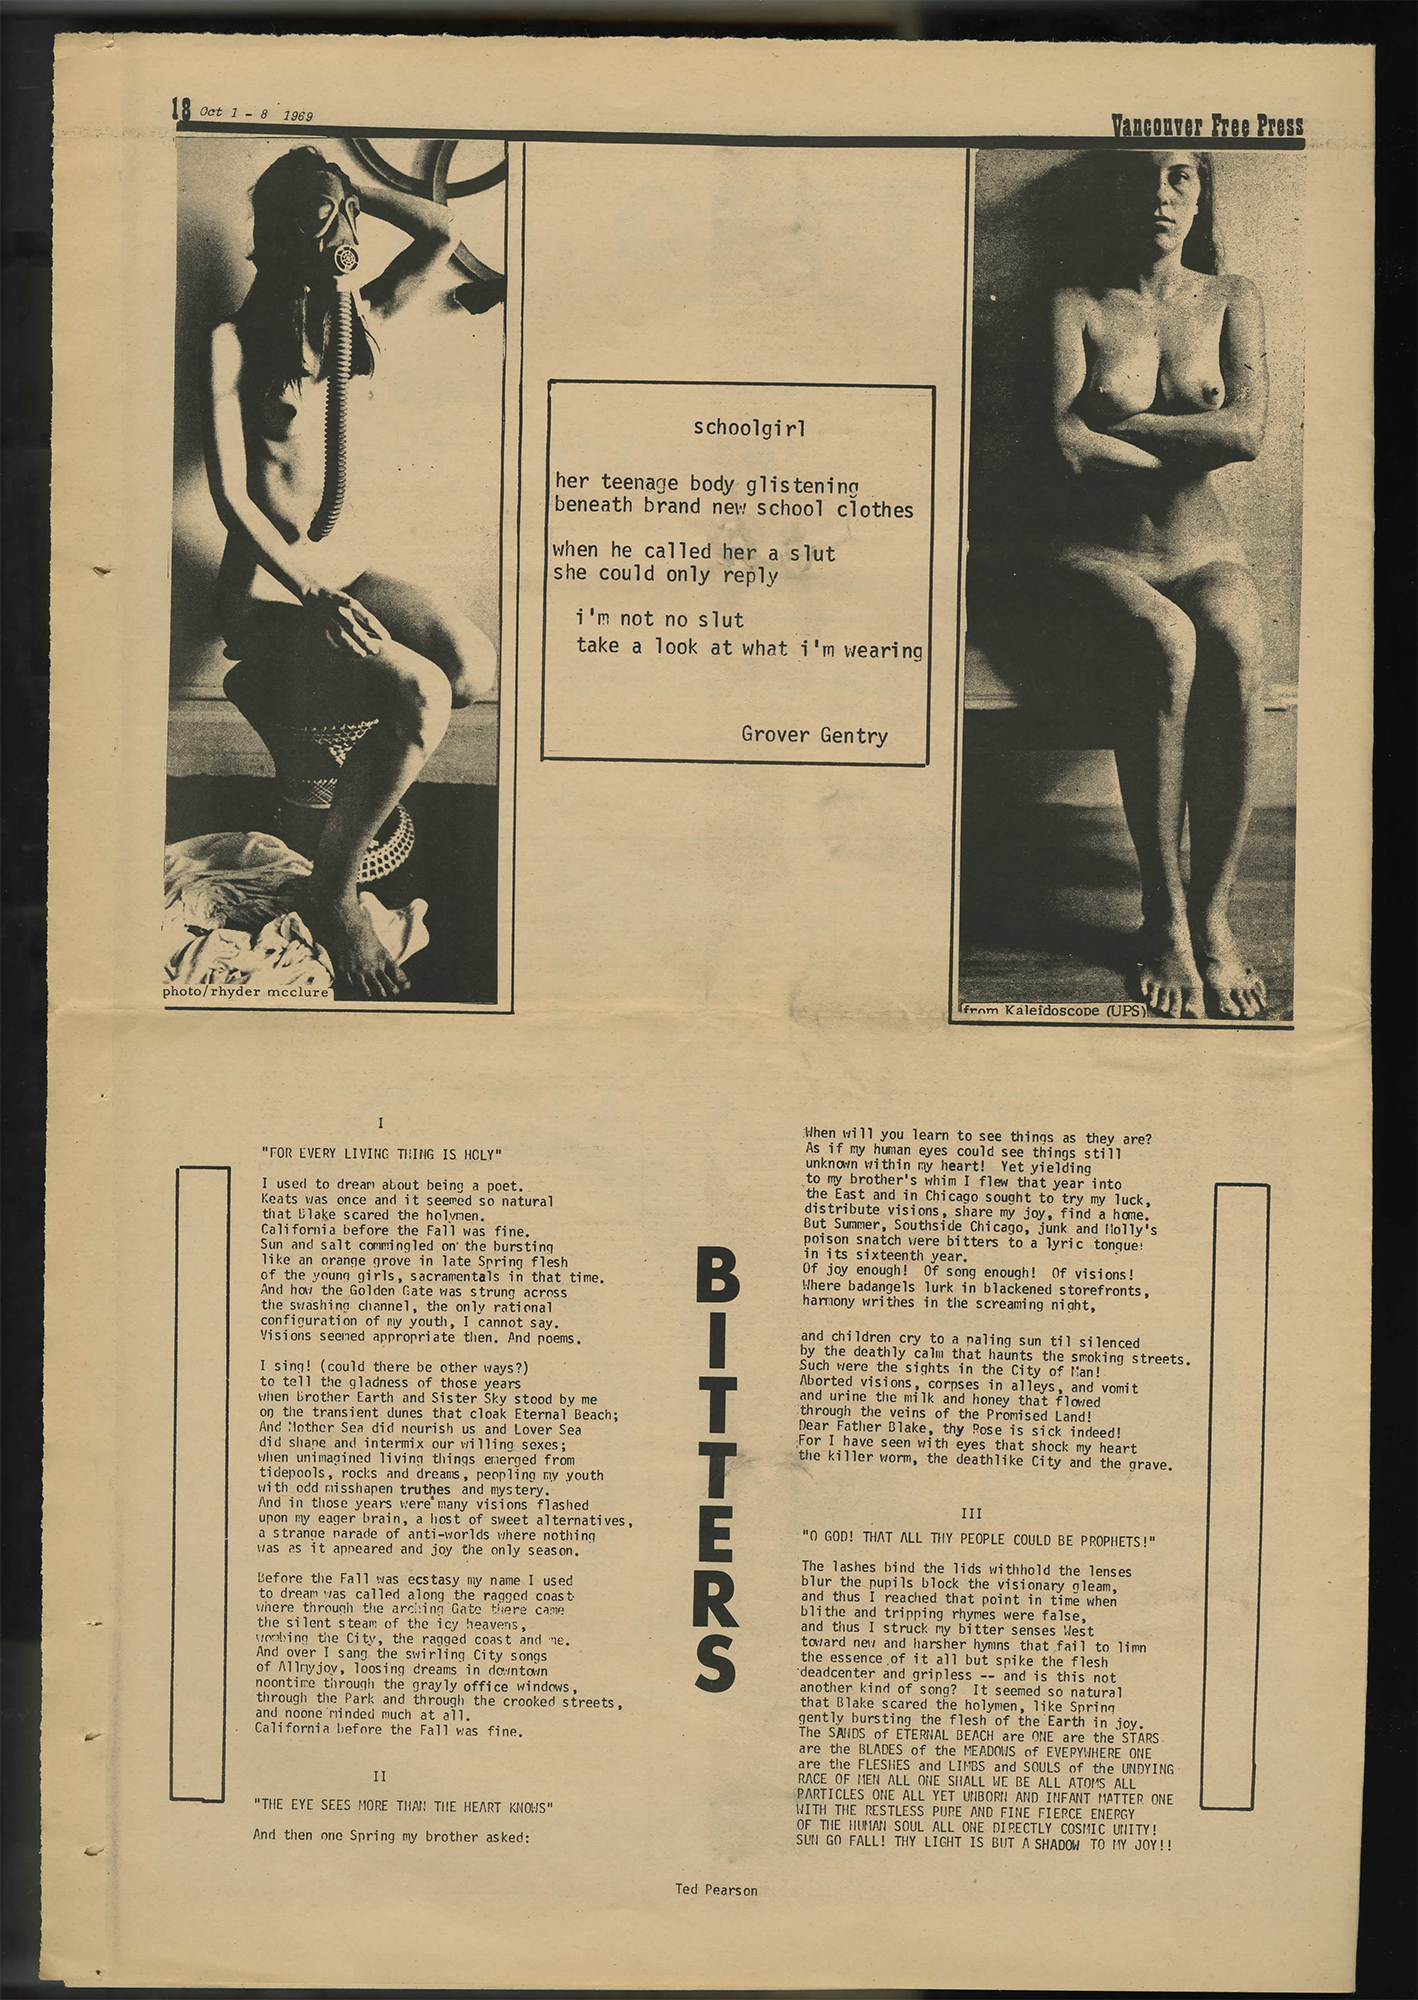 18 Oct 1 - 8 1969
Vancouver Free Press
schoolgirl
her teenage body glistening
beneath brand new school clothes
when he called her a slut
she could only reply
i'm not no slut
take a look at what i'm wearing
Grover Gentry
photo/rhyder mcclure
from Kaleidoscope (UPS)
BITTERS
I
"FOR EVERY LIVING THING IS HOLY"
I used to dream about being a poet.
Keats was once and it seemed so natural
that Blake scared the holymen.
California before the Fall was fine.
Sun and salt commingled on the bursting
like an orange grove in late Spring flesh
of the young girls, sacramentals in that time.
And how the Golden Gate was strung across
the swashing channel, the only rational
configuration of my youth, I cannot say.
Visions seemed appropriate then. And poems.
I sing! (could there be other ways?)
to tell the gladness of those years
when Brother Earth and Sister Sky stood by me
on the transient dunes that cloak Eternal Beach;
And Mother Sea did nourish us and Lover Sea
did shape and intermix our willing sexes;
when unimagined living things emerged from
tidepools, rocks and dreams, peopling my youth
with odd misshapen truthes and mystery.
And in those years were many visions flashed
upon my eager brain, a host of sweet alternatives,
a strange parade of anti-worlds where nothing
was as it appeared and joy the only season.
Before the Fall was ecstasy my name I used
to dream was called along the ragged coast
where through the arching Gate there came
the silent steam of the icy heavens,
wombing the City, the ragged coast and me.
And over I sang the swirling City songs
of Allmyjoy, loosing dreams in downtown
noontime through the grayly office windows,
through the Park and through the crooked streets,
and noone minded much at all.
California before the Fall was fine.
II
"THE EYE SEES MORE THAN THE HEART KNOWS"
And then one Spring my brother asked:
When will you learn to see things as they are?
As if my human eyes could see things still
unknown within my heart! Yet yielding
to my brother's whim I flew that year into
the East and in Chicago sought to try my luck,
distribute visions, share my joy, find a home.
But Summer, Southside Chicago, junk and Molly's
poison snatch were bitters to a lyric tongue
in its sixteenth year.
Of joy enough! Of song enough! Of visions!
Where badangels lurk in blackened storefronts,
harmony writhes in the screaming night,
and children cry to a paling sun til silenced
by the deathly calm that haunts the smoking streets.
Such were the sights in the City of Man!
Aborted visions, corpses in alleys, and vomit
and urine the milk and honey that flowed
through the veins of the Promised Land!
Dear Father Blake, thy Rose is sick indeed!
For I have seen with eyes that shock my heart
the killer worm, the deathlike City and the grave.
III
"O GOD! THAT ALL THY PEOPLE COULD BE PROPHETS!"
The lashes bind the lids withhold the lenses
blur the pupils block the visionary gleam,
and thus I reached that point in time when
blithe and tripping rhymes were false,
and thus I struck my bitter senses West
toward new and harsher hymns that fail to limn
the essence of it all but spike the flesh
deadcenter and gripless -- and is this not
another kind of song? It seemed so natural
that Blake scared the holymen, like Spring
gently bursting the flesh of the Earth in joy.
The SANDS of ETERNAL BEACH are ONE are the STARS
are the BLADES of the MEADOWS of EVERYWHERE ONE
are the FLESHES and LIMBS and SOULS of the UNDYING
RACE OF MEN ALL ONE SHALL WE BE ALL ATOMS ALL
PARTICLES ONE ALL YET UNBORN AND INFANT MATTER ONE
WITH THE RESTLESS PURE AND FINE FIERCE ENERGY
OF THE HUMAN SOUL ALL ONE DIRECTLY COSMIC UNITY!
SUN GO FALL! THY LIGHT IS BUT A SHADOW TO MY JOY!!
Ted Pearson